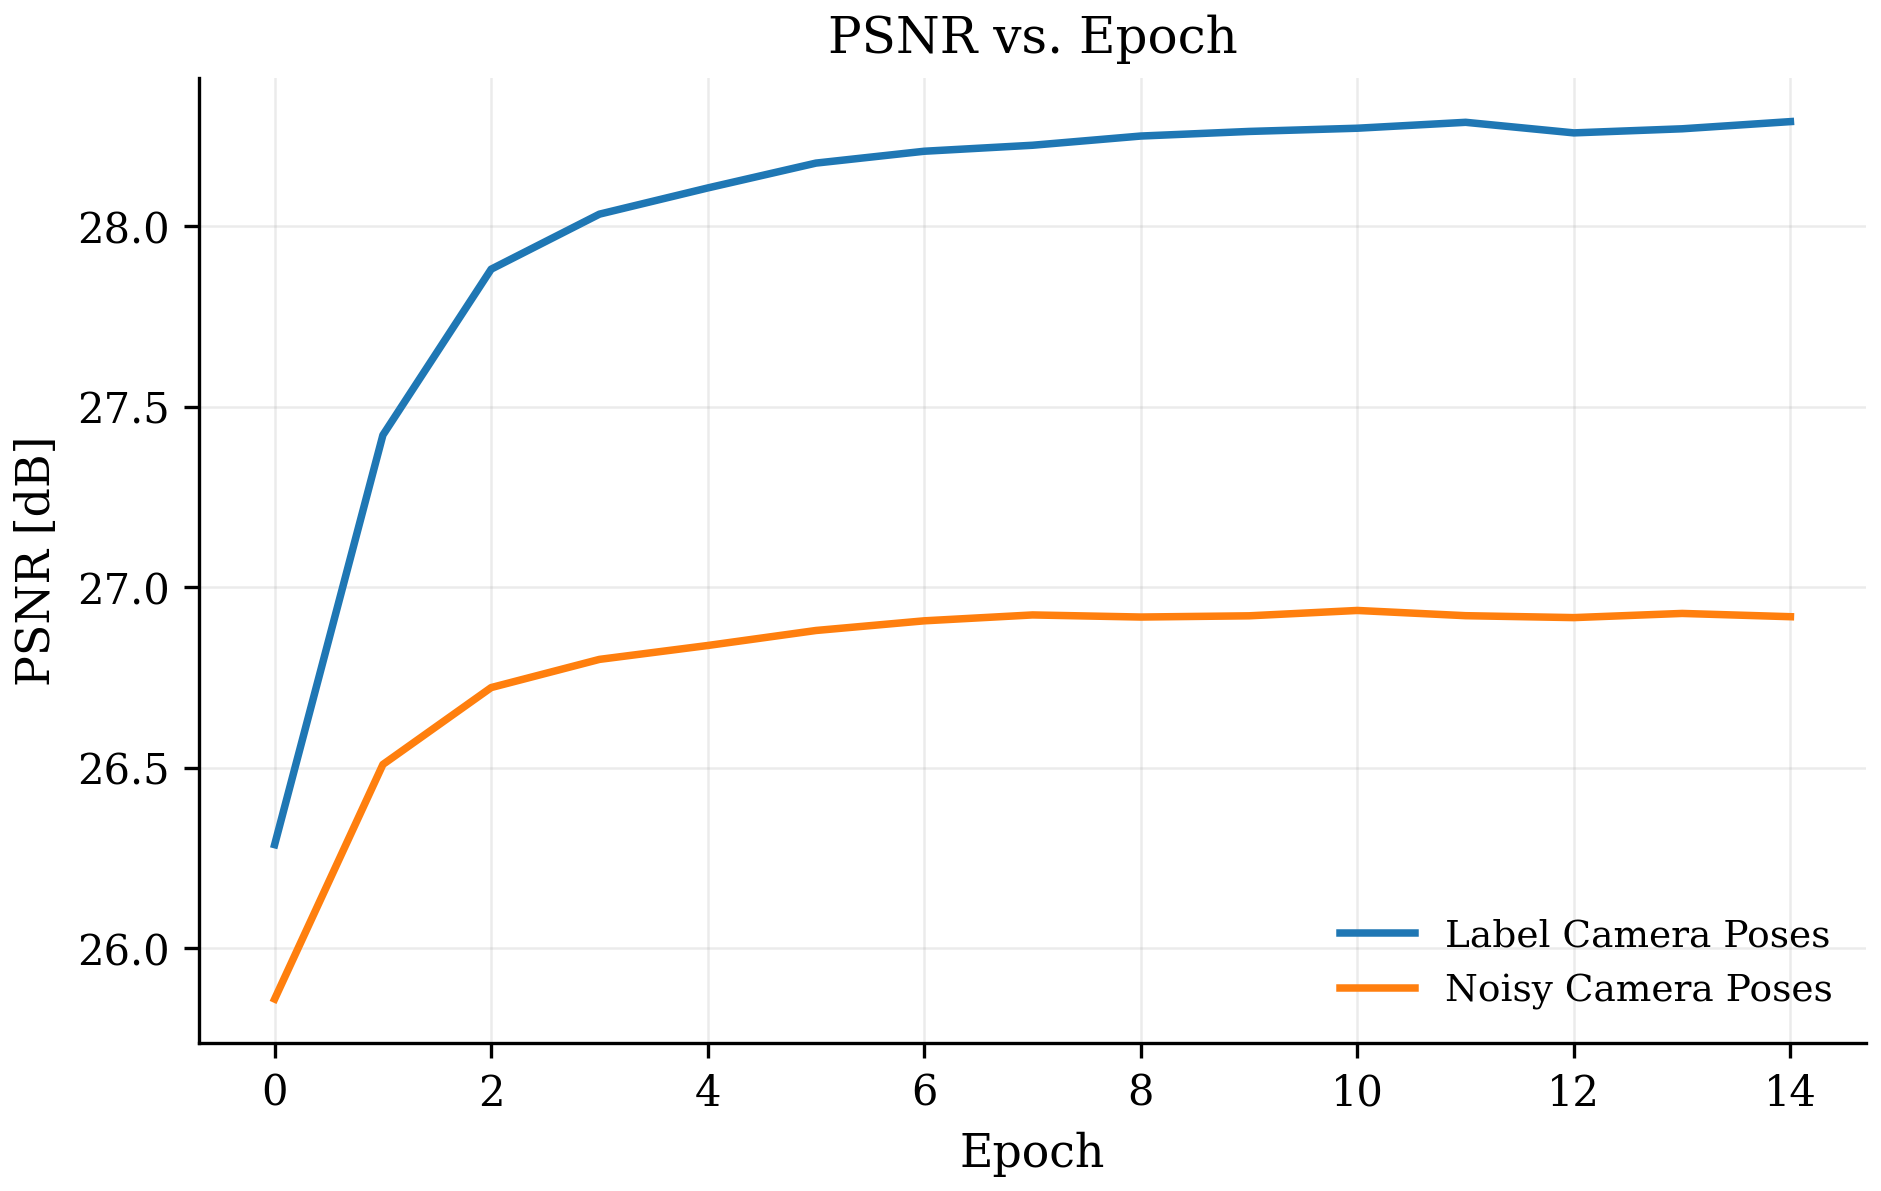 PSNR vs. Epoch
PSNR [dB]
28.0
27.5
27.0
26.5
26.0
Label Camera Poses
Noisy Camera Poses
0 2 4 6 8 10 12 14
Epoch